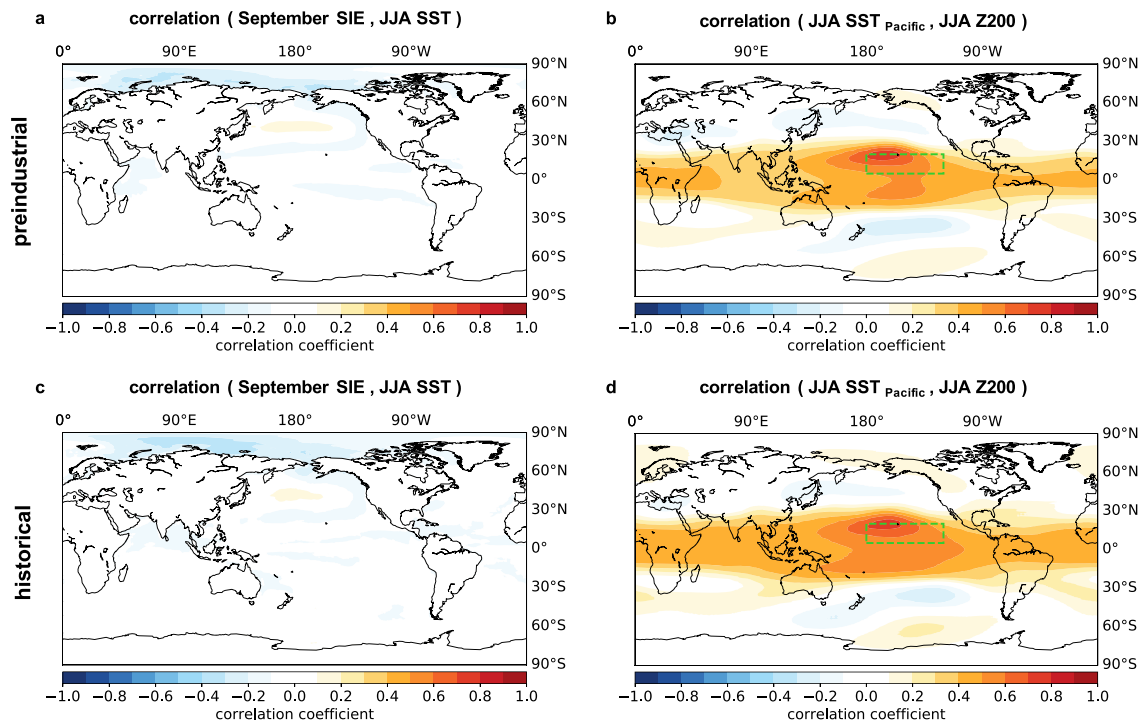 a correlation ( September SIE , JJA SST )
0° 90°E 180° 90°W
90°N
60°N
30°N
0°
30°S
60°S
90°S
preindustrial
−1.0 −0.8 −0.6 −0.4 −0.2 0.0 0.2 0.4 0.6 0.8 1.0
correlation coefficient
b correlation ( JJA SST Pacific , JJA Z200 )
0° 90°E 180° 90°W
90°N
60°N
30°N
0°
30°S
60°S
90°S
−1.0 −0.8 −0.6 −0.4 −0.2 0.0 0.2 0.4 0.6 0.8 1.0
correlation coefficient
c correlation ( September SIE , JJA SST )
0° 90°E 180° 90°W
90°N
60°N
30°N
0°
30°S
60°S
90°S
historical
−1.0 −0.8 −0.6 −0.4 −0.2 0.0 0.2 0.4 0.6 0.8 1.0
correlation coefficient
d correlation ( JJA SST Pacific , JJA Z200 )
0° 90°E 180° 90°W
90°N
60°N
30°N
0°
30°S
60°S
90°S
−1.0 −0.8 −0.6 −0.4 −0.2 0.0 0.2 0.4 0.6 0.8 1.0
correlation coefficient